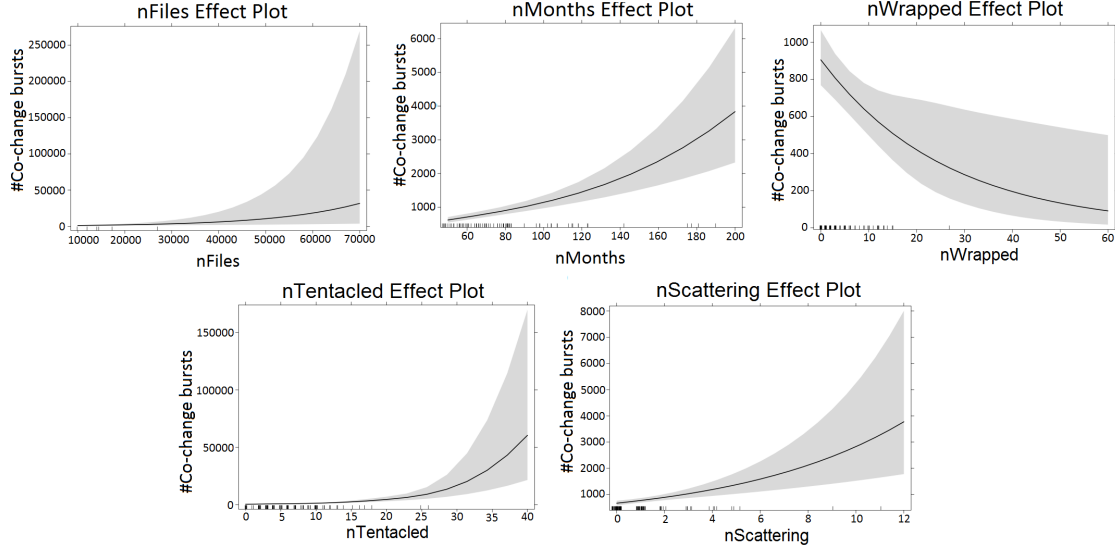 nFiles Effect Plot
#Co-change bursts
250000
200000
150000
100000
50000
0
10000 20000 30000 40000 50000 60000 70000
nFiles
nMonths Effect Plot
#Co-change bursts
6000
5000
4000
3000
2000
1000
60 80 100 120 140 160 180 200
nMonths
nWrapped Effect Plot
#Co-change bursts
1000
800
600
400
200
0
0 10 20 30 40 50 60
nWrapped
nTentacled Effect Plot
#Co-change bursts
150000
100000
50000
0
0 5 10 15 20 25 30 35 40
nTentacled
nScattering Effect Plot
#Co-change bursts
8000
7000
6000
5000
4000
3000
2000
1000
0 2 4 6 8 10 12
nScattering